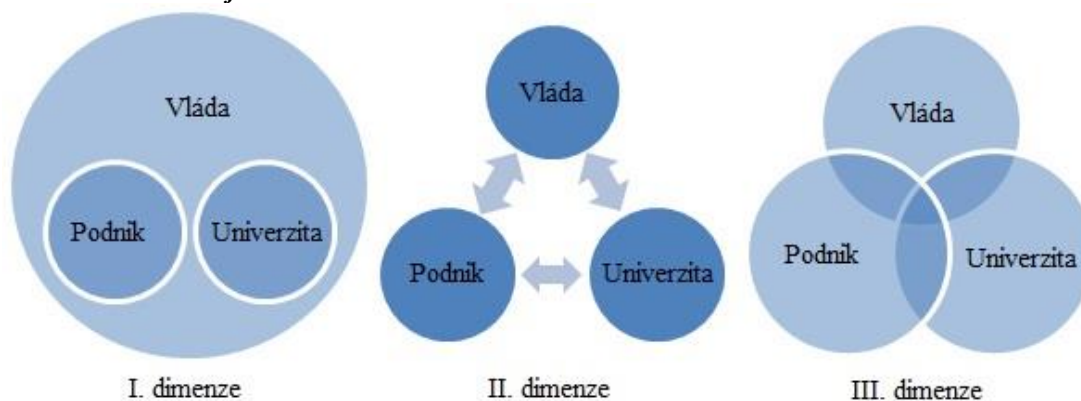 Vláda
Podnik
Univerzita
I. dimenze
Vláda
Podnik
Univerzita
II. dimenze
Vláda
Podnik
Univerzita
III. dimenze